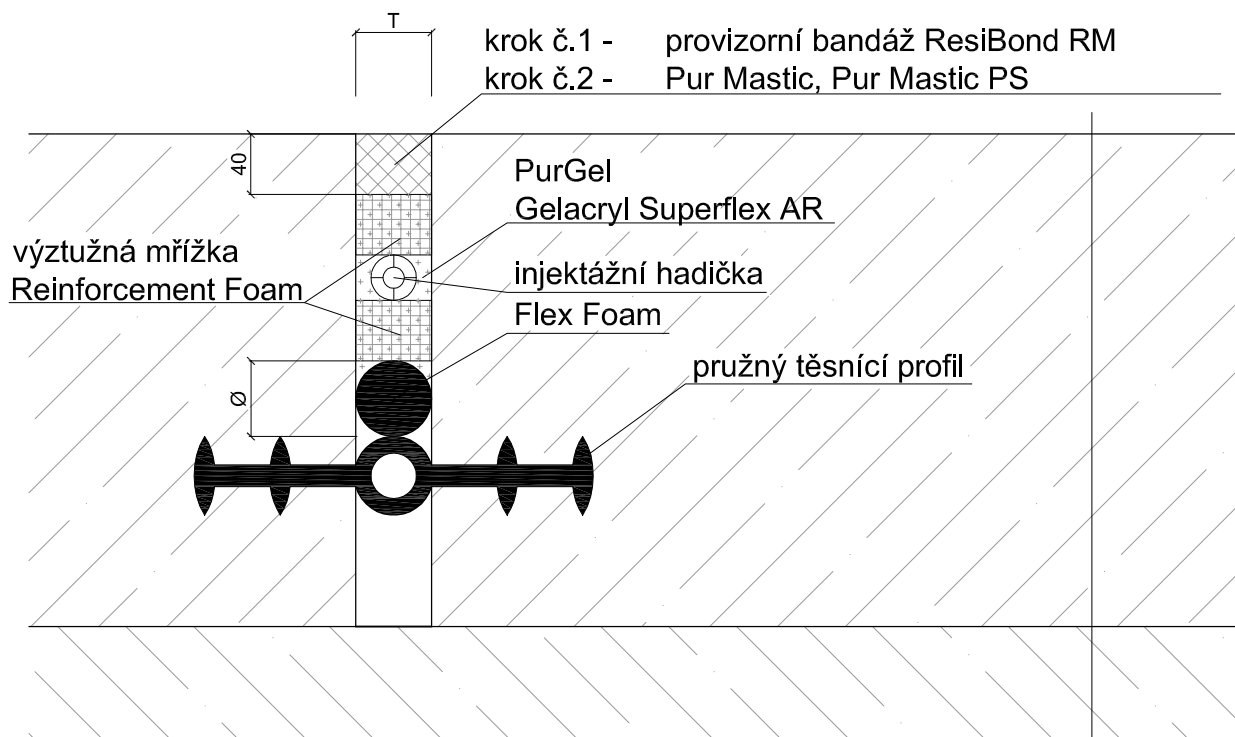 T
krok č.1 - provizorní bandáž ResiBond RM
krok č.2 - Pur Mastic, Pur Mastic PS
40
PurGel
Gelacryl Superflex AR
výztužná mřížka
Reinforcement Foam
injektážní hadička
Flex Foam
pružný těsnící profil
Ø